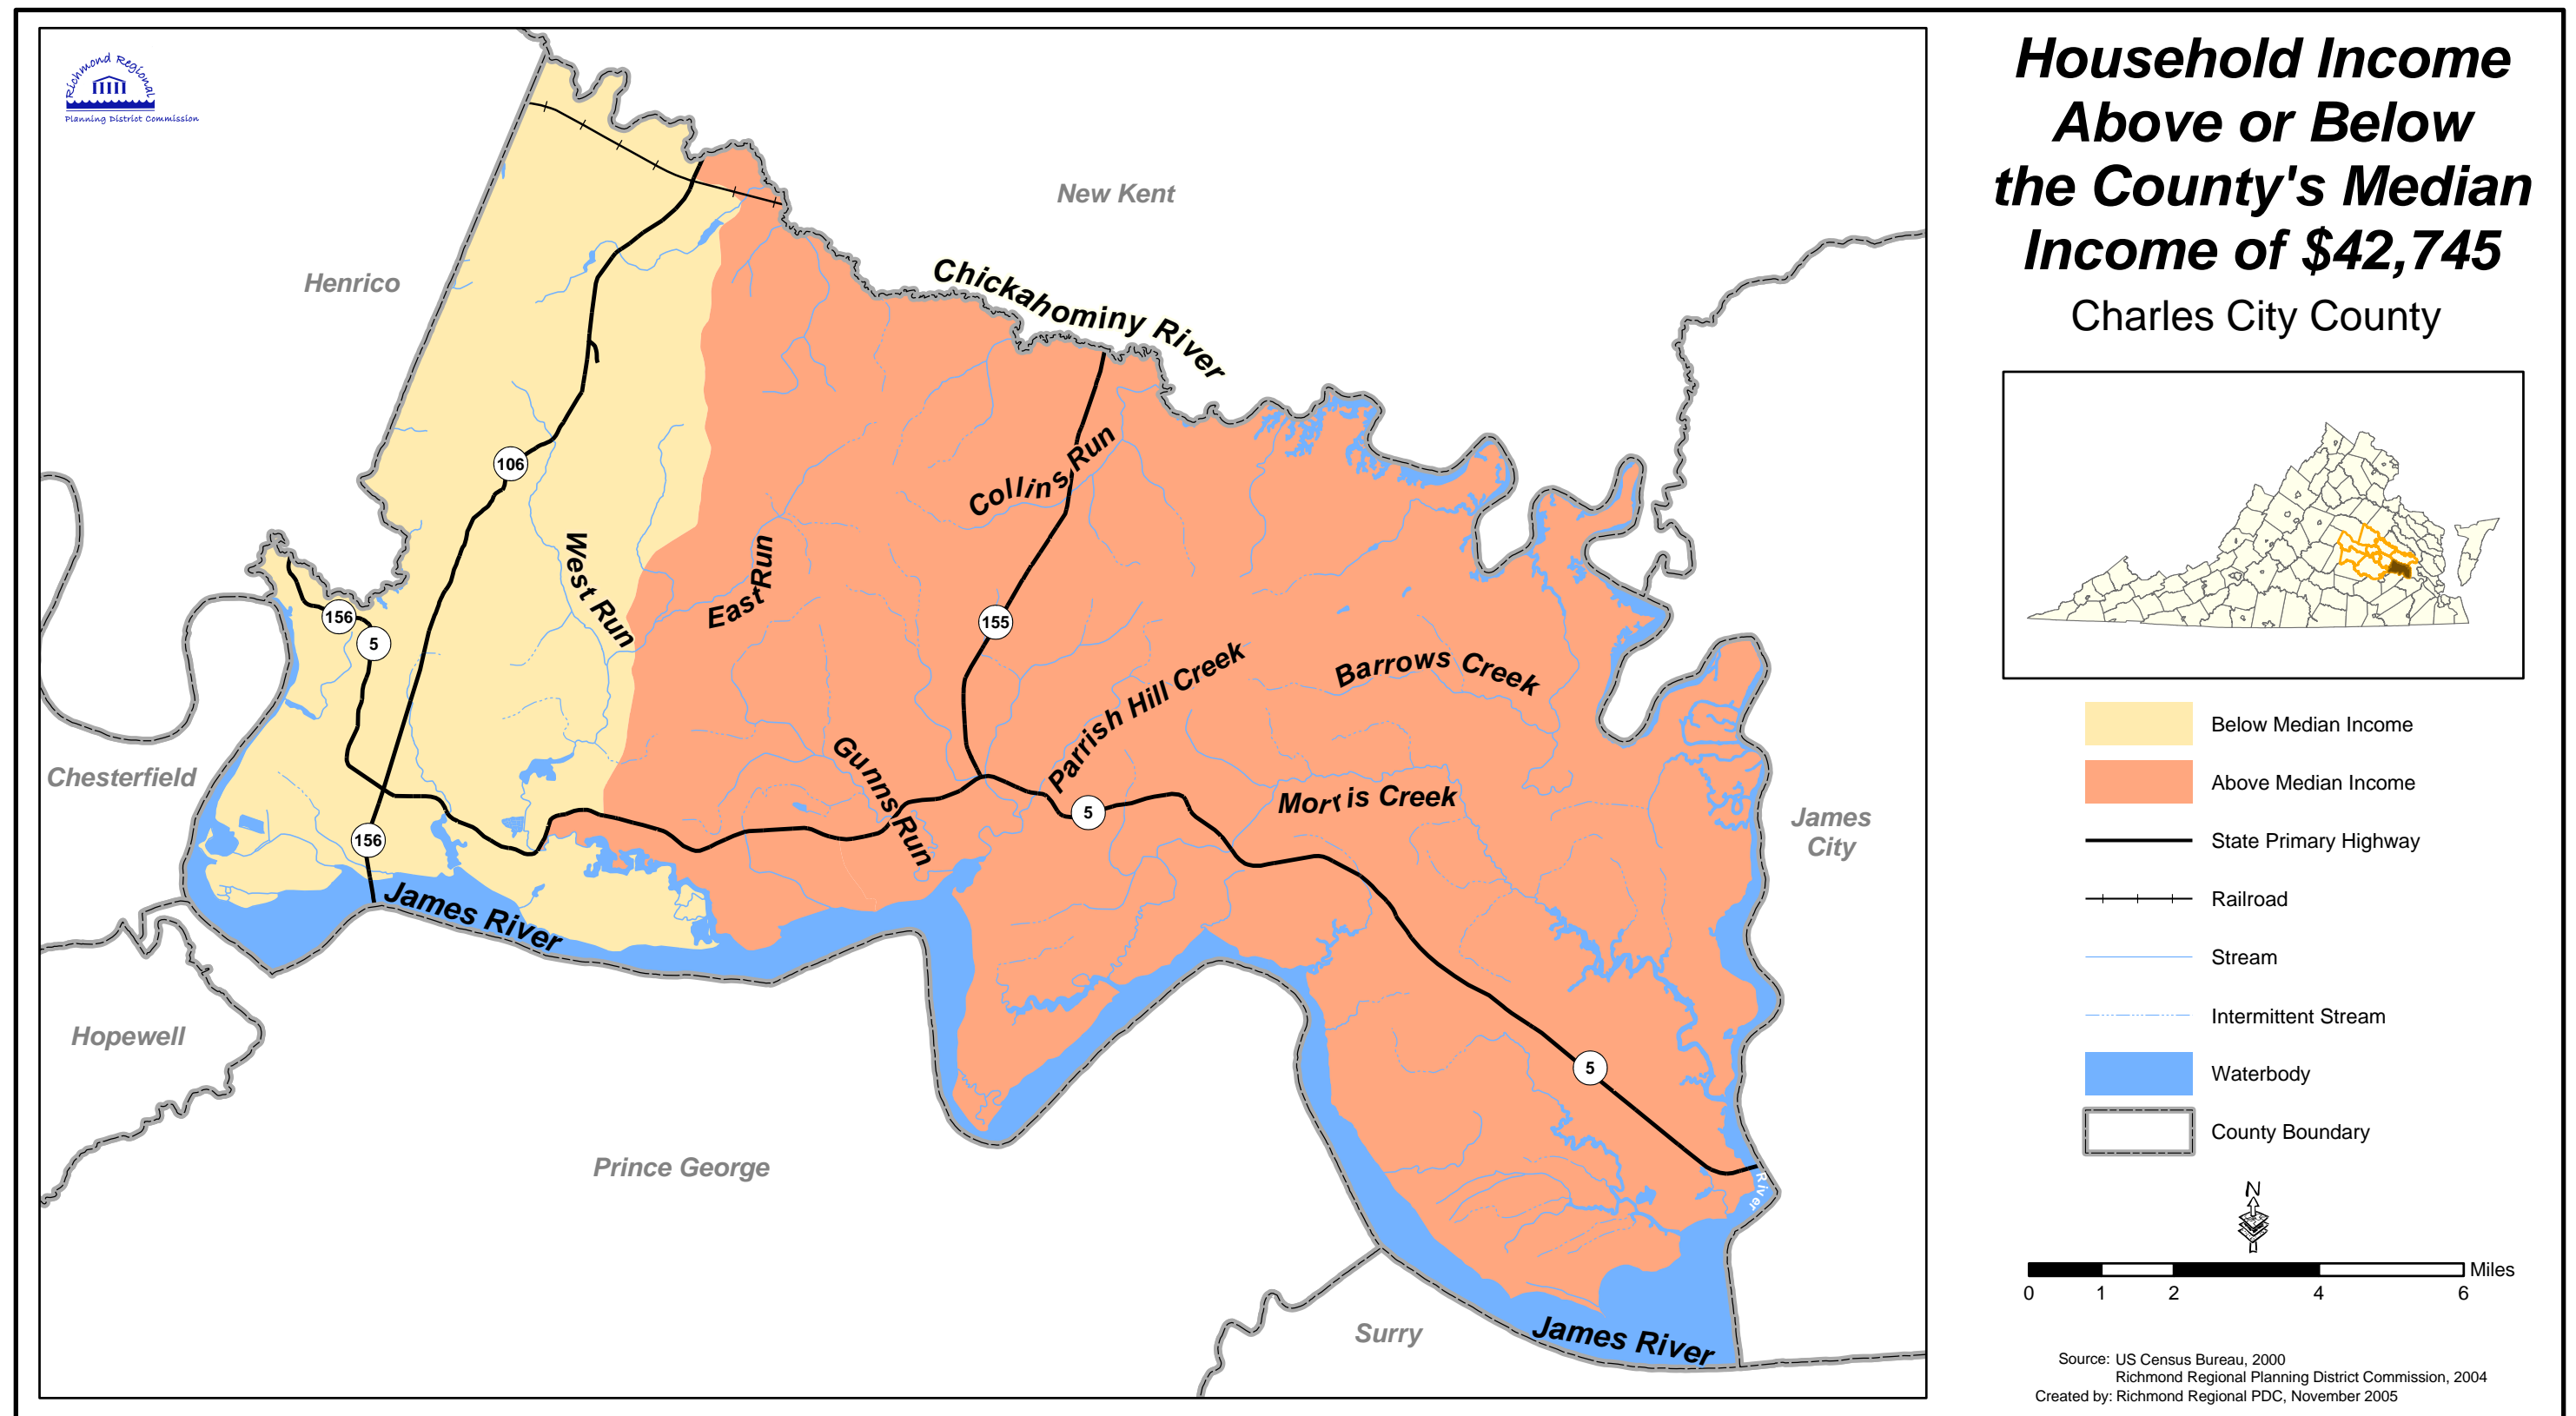 Richmond Regional
Planning District Commission
Household Income
Above or Below
the County's Median
Income of $42,745
Charles City County
New Kent
Henrico
Chickahominy River
Collins Run
106
West Run
East Run
156
5
155
Parrish Hill Creek
Barrows Creek
Gunns Run
Morris Creek
5
156
James River
Chesterfield
James
City
Hopewell
Prince George
5
River
Surry
James River
Below Median Income
Above Median Income
State Primary Highway
Railroad
Stream
Intermittent Stream
Waterbody
County Boundary
N
Miles
0 1 2 4 6
Source: US Census Bureau, 2000
Richmond Regional Planning District Commission, 2004
Created by: Richmond Regional PDC, November 2005